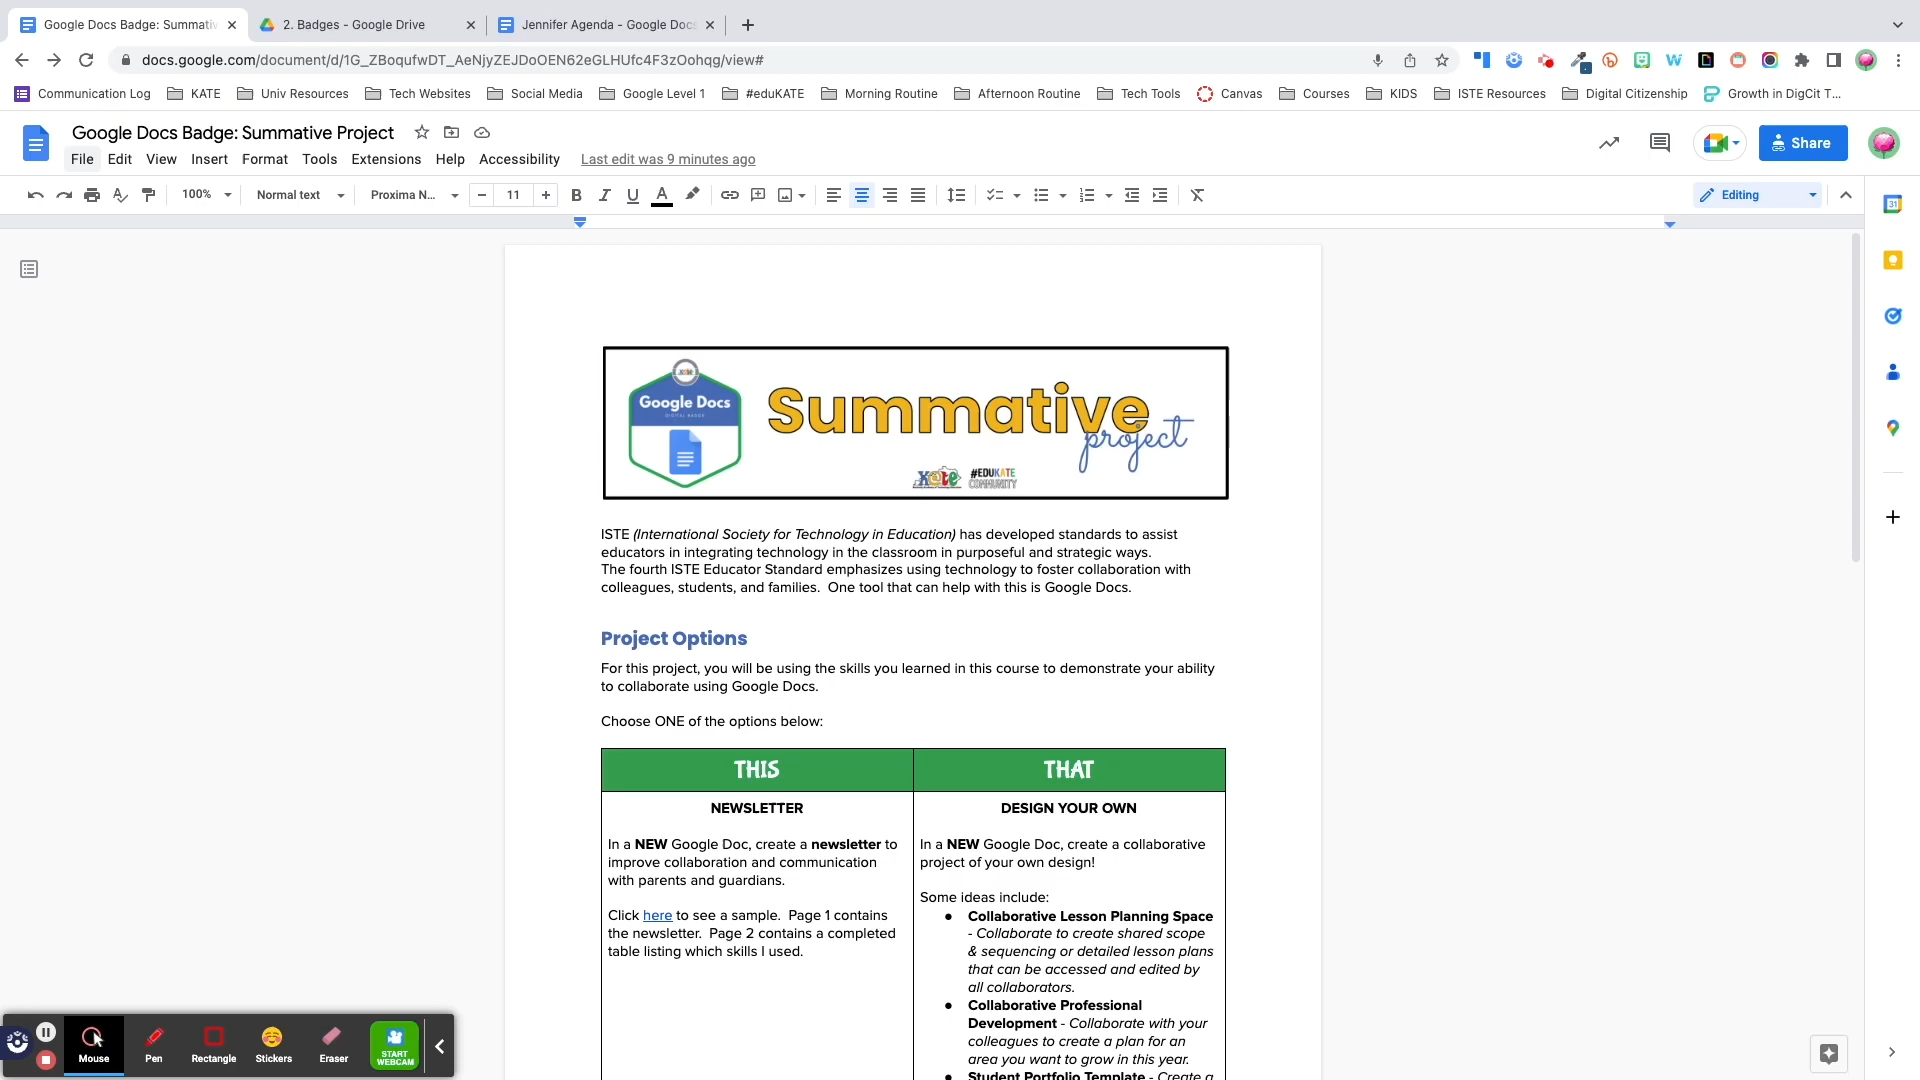 Google Docs Badge: Summativ
2. Badges - Google Drive
Jennifer Agenda - Google Docs
docs.google.com/document/d/1G_ZBoqufwDT_AeNjyZEJDoOEN62eGLHUfc4F3zOohqg/view#
Communication Log
KATE
Univ Resources
Tech Websites
Social Media
Google Level 1
#eduKATE
Morning Routine
Afternoon Routine
Tech Tools
Canvas
Courses
KIDS
ISTE Resources
Digital Citizenship
Growth in DigCit T...
Google Docs Badge: Summative Project
File Edit View Insert Format Tools Extensions Help Accessibility Last edit was 9 minutes ago
Share
100% Normal text Proxima N... 11 Editing
Google Docs
DIGITAL BADGE
Summative
project
k@te
#EDUKATE
COMMUNITY
ISTE (International Society for Technology in Education) has developed standards to assist
educators in integrating technology in the classroom in purposeful and strategic ways.
The fourth ISTE Educator Standard emphasizes using technology to foster collaboration with
colleagues, students, and families.  One tool that can help with this is Google Docs.
Project Options
For this project, you will be using the skills you learned in this course to demonstrate your ability
to collaborate using Google Docs.
Choose ONE of the options below:
THIS
NEWSLETTER
In a NEW Google Doc, create a newsletter to
improve collaboration and communication
with parents and guardians.
Click here to see a sample.  Page 1 contains
the newsletter.  Page 2 contains a completed
table listing which skills I used.
THAT
DESIGN YOUR OWN
In a NEW Google Doc, create a collaborative
project of your own design!
Some ideas include:
● Collaborative Lesson Planning Space
- Collaborate to create shared scope
& sequencing or detailed lesson plans
that can be accessed and edited by
all collaborators.
● Collaborative Professional
Development - Collaborate with your
colleagues to create a plan for an
area you want to grow in this year.
● Student Portfolio Template - Create a
Mouse
Pen
Rectangle
Stickers
Eraser
START
WEBCAM